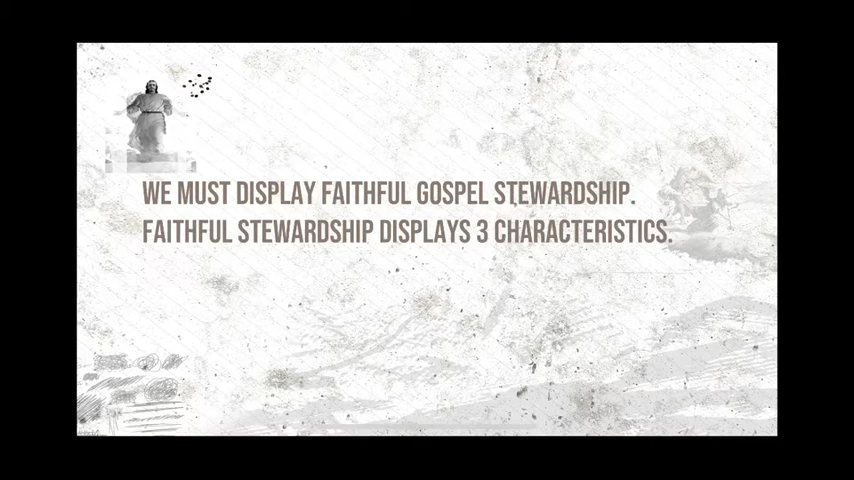 WE MUST DISPLAY FAITHFUL GOSPEL STEWARDSHIP.
FAITHFUL STEWARDSHIP DISPLAYS 3 CHARACTERISTICS.